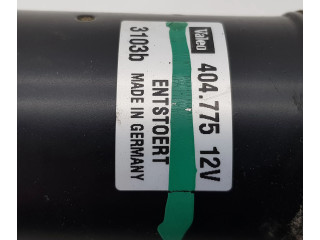 Valeo
404.775 12V
ENTSTOERT
3103b MADE IN GERMANY